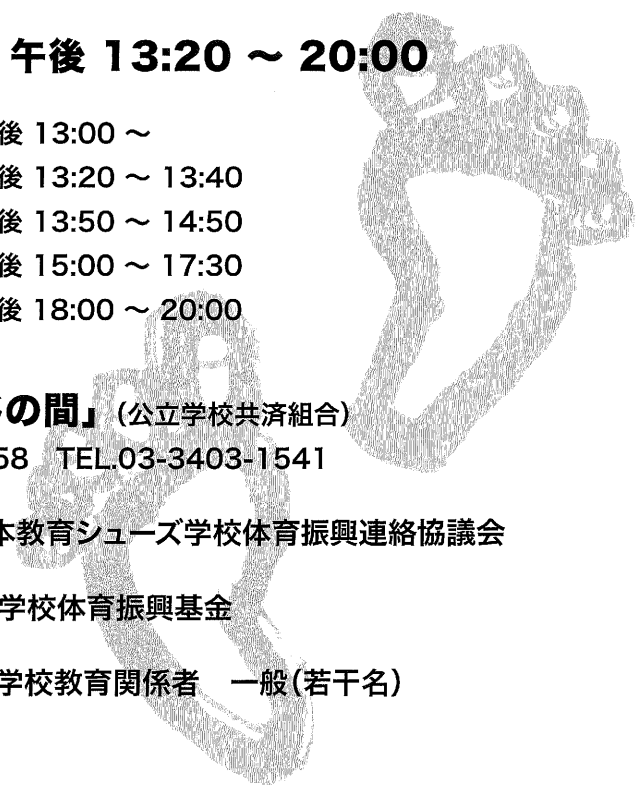 午後 13:20 ～ 20:00
後 13:00 ～
後 13:20 ～ 13:40
後 13:50 ～ 14:50
後 15:00 ～ 17:30
後 18:00 ～ 20:00
の間」（公立学校共済組合）
58 TEL.03-3403-1541
本教育シューズ学校体育振興連絡協議会
学校体育振興基金
学校教育関係者 一般（若干名）